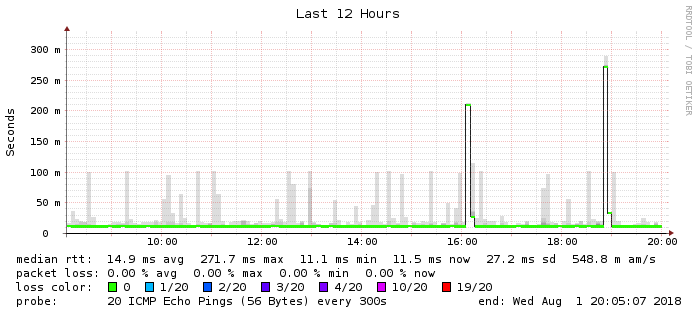 Last 12 Hours
RRDTOOL / TOBI OETIKER
Seconds
300 m
250 m
200 m
150 m
100 m
50 m
0
10:00 12:00 14:00 16:00 18:00 20:00
median rtt: 14.9 ms avg 271.7 ms max 11.1 ms min 11.5 ms now 27.2 ms sd 548.8 m am/s
packet loss: 0.00 % avg 0.00 % max 0.00 % min 0.00 % now
loss color: 0 1/20 2/20 3/20 4/20 10/20 19/20
probe: 20 ICMP Echo Pings (56 Bytes) every 300s end: Wed Aug 1 20:05:07 2018